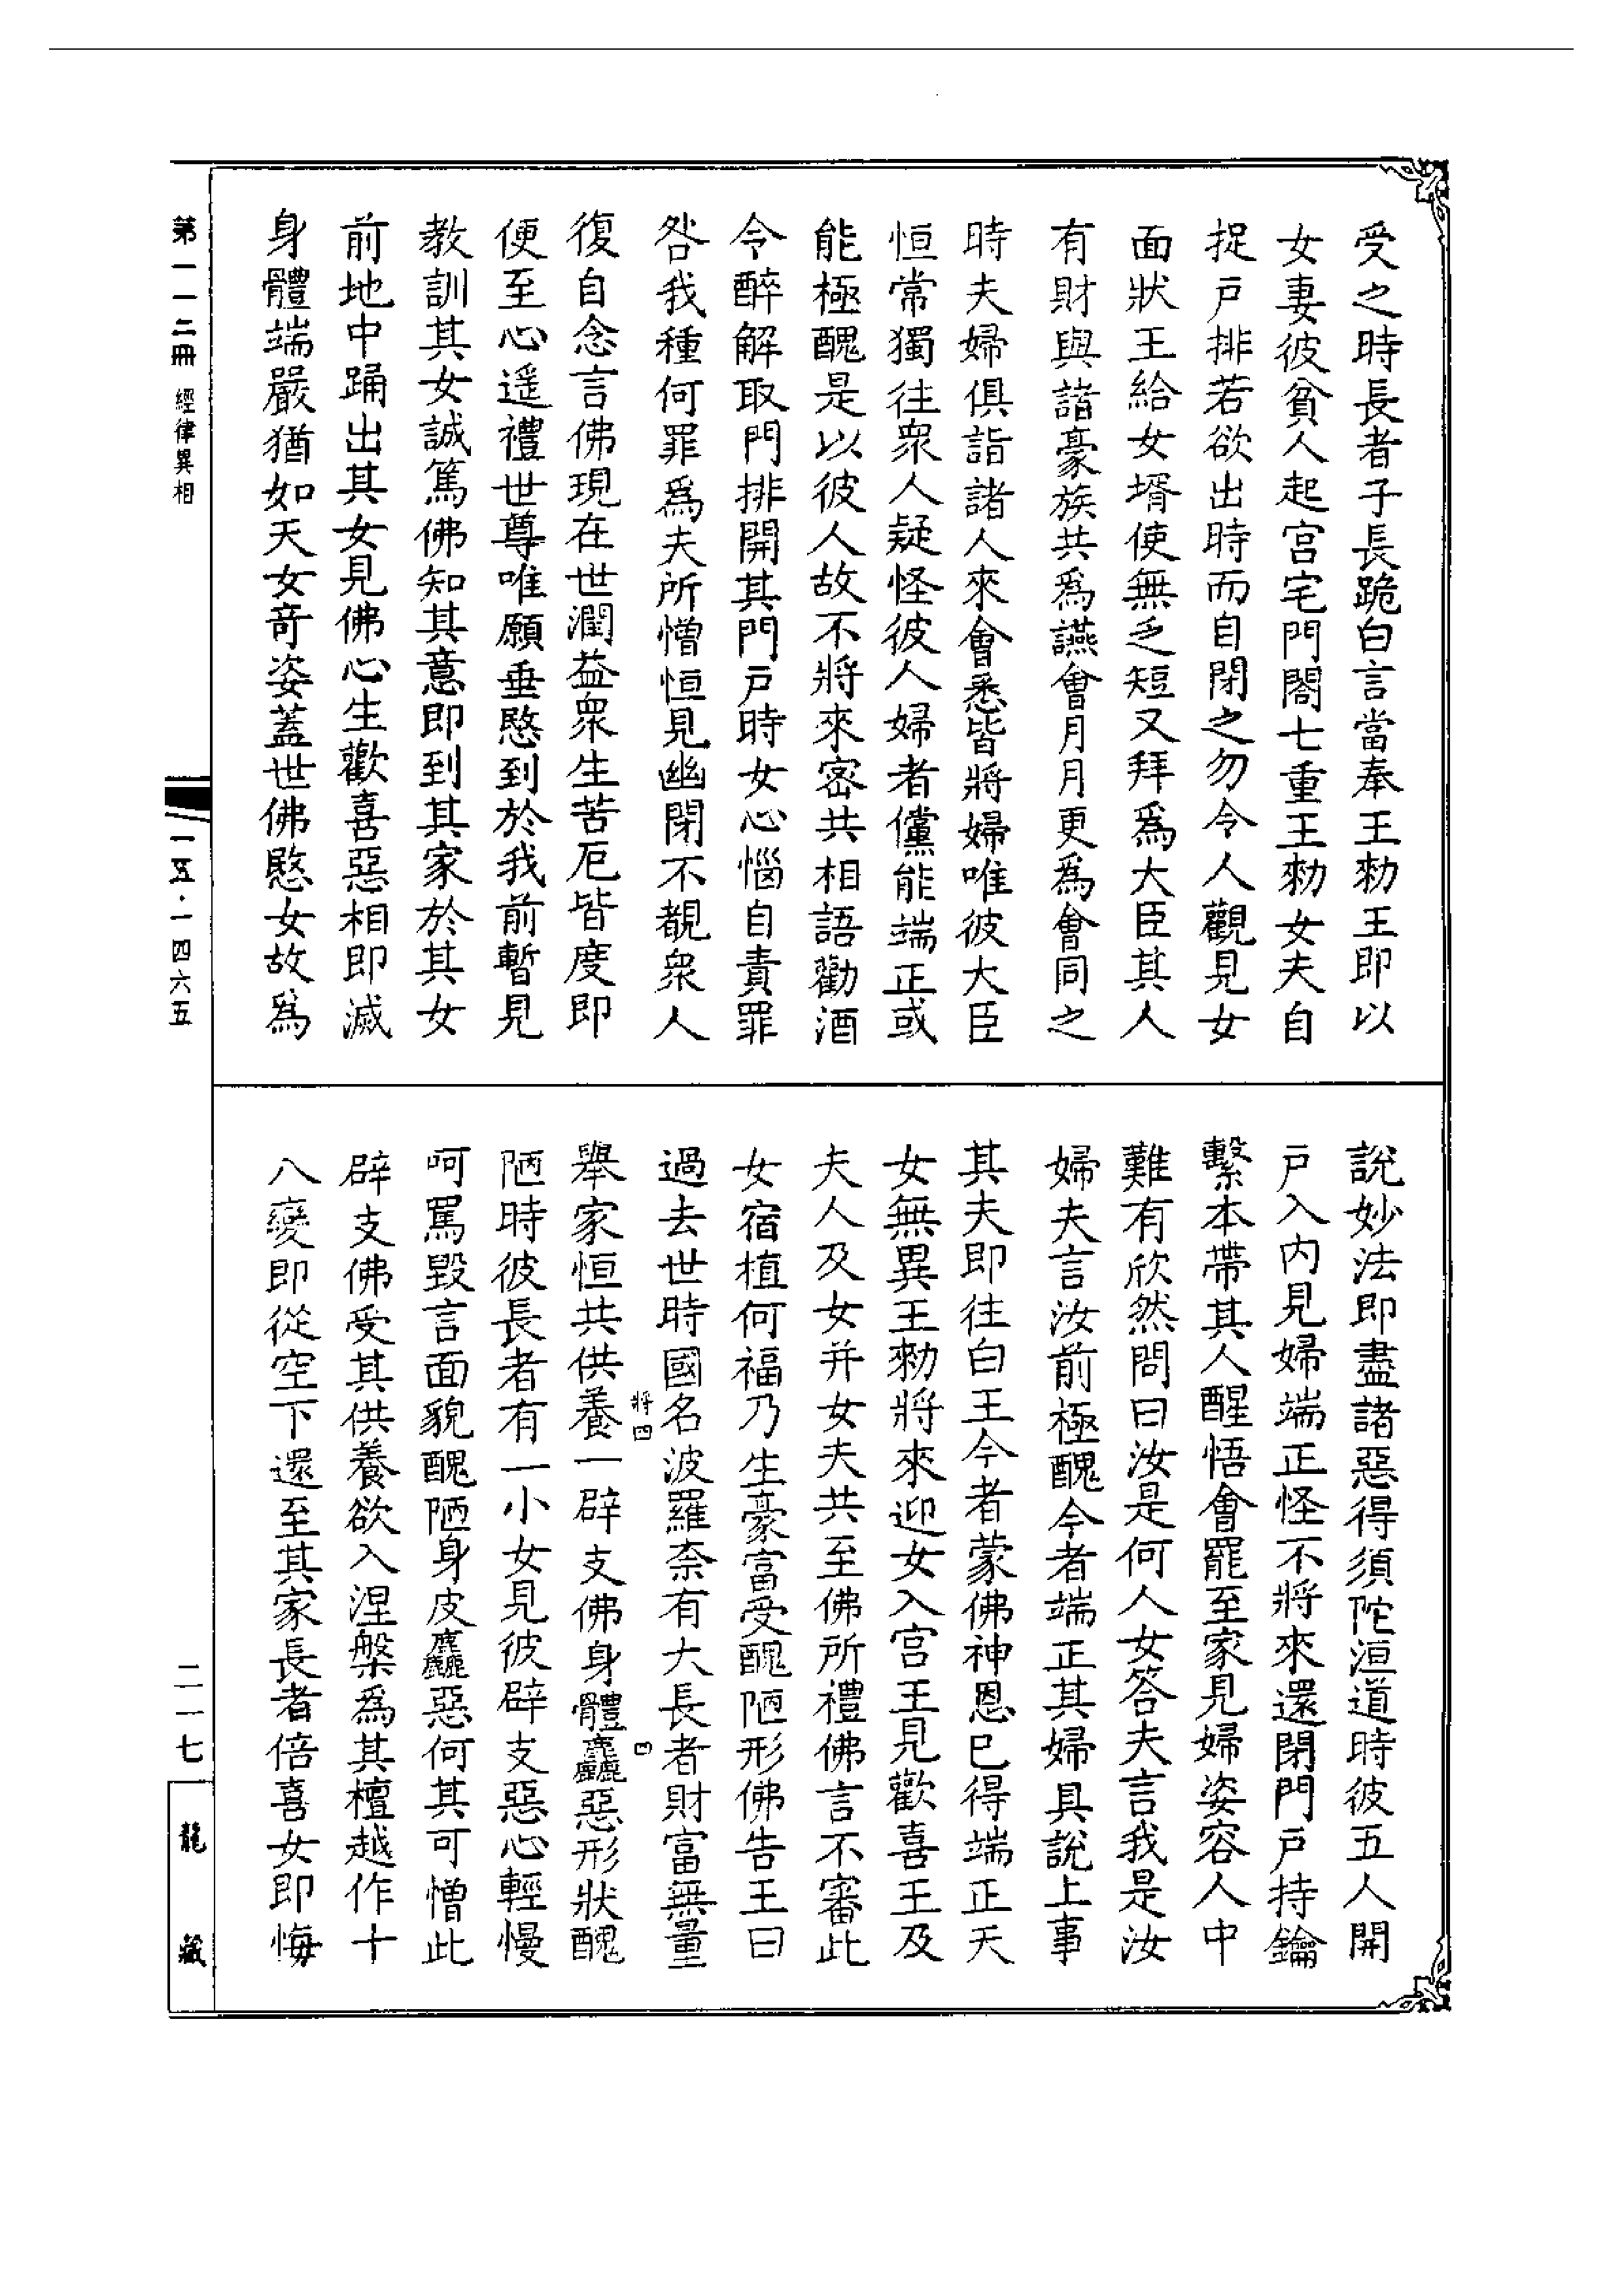 受之時長者子長跪白言當奉王勑王即以
女妻彼貧人起宮宅門閤七重王勑女夫自
捉戸排若欲出時而自閉之勿令人觀見女
面狀王給女壻使無乏短又拜爲大臣其人
有財與諸豪族共爲讌會月月更爲會同之
時夫婦俱詣諸人來會悉皆將婦唯彼大臣
恒常獨往衆人疑怪彼人婦者儻能端正或
能極醜是以彼人故不將來密共相語勸酒
令醉解取門排開其門戸時女心惱自責罪
咎我種何罪爲夫所憎恒見幽閉不覩衆人
復自念言佛現在世潤益衆生苦厄皆度即
便至心遥禮世尊唯願垂愍到於我前暫見
教訓其女誠篤佛知其意即到其家於其女
前地中踊出其女見佛心生歡喜惡相即滅
身體端嚴猶如天女竒姿蓋世佛愍女故爲
說妙法即盡諸惡得須陀洹道時彼五人開
戸入內見婦端正怪不將來還閉門戸持鑰
繫本帶其人醒悟會罷至家見婦姿容人中
難有欣然問曰汝是何人女答夫言我是汝
婦夫言汝前極醜今者端正其婦具說上事
其夫即往白王今者蒙佛神恩已得端正天
女無異王勑將來迎女入宮王見歡喜王及
夫人及女并女夫共至佛所禮佛言不審此
女宿植何福乃生豪富受醜陋形佛告王曰
過去世時國名波羅奈有大長者財富無量
將四
四
舉家恒共供養一辟支佛身體麤惡形狀醜
陋時彼長者有一小女見彼辟支惡心輕慢
呵罵毀言面貌醜陋身皮麤惡何其可憎此
辟支佛受其供養欲入涅槃爲其檀越作十
八變即從空下還至其家長者倍喜女即悔
第一一二冊 經律異相
一五·一四六五
二一七
龍藏